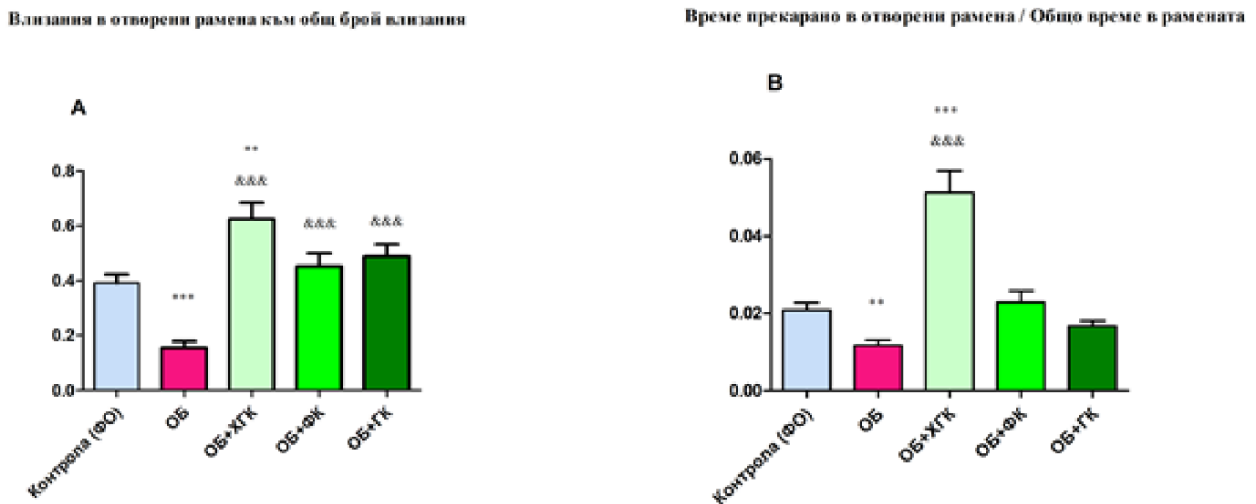 Влизания в отворени рамена към общ брой влизания
A
0.8
0.6
0.4
0.2
0.0
***
**
&&&
&&&
&&&
Контрола (ФО)
ОБ
ОБ+ХГК
ОБ+ФК
ОБ+ГК
Време прекарано в отворени рамена / Общо време в рамената
B
0.06
0.04
0.02
0.00
**
***
&&&
Контрола (ФО)
ОБ
ОБ+ХГК
ОБ+ФК
ОБ+ГК